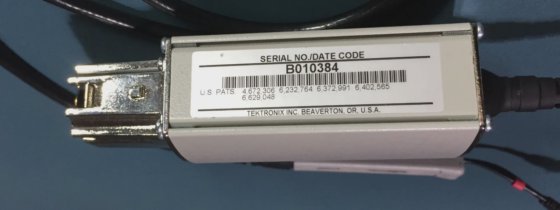 SERIAL NO./DATE CODE
B010384
U.S. PATS. 4,672,306 6,232,764 6,372,991 6,402,565
6,629,048
TEKTRONIX INC. BEAVERTON, OR, U.S.A.